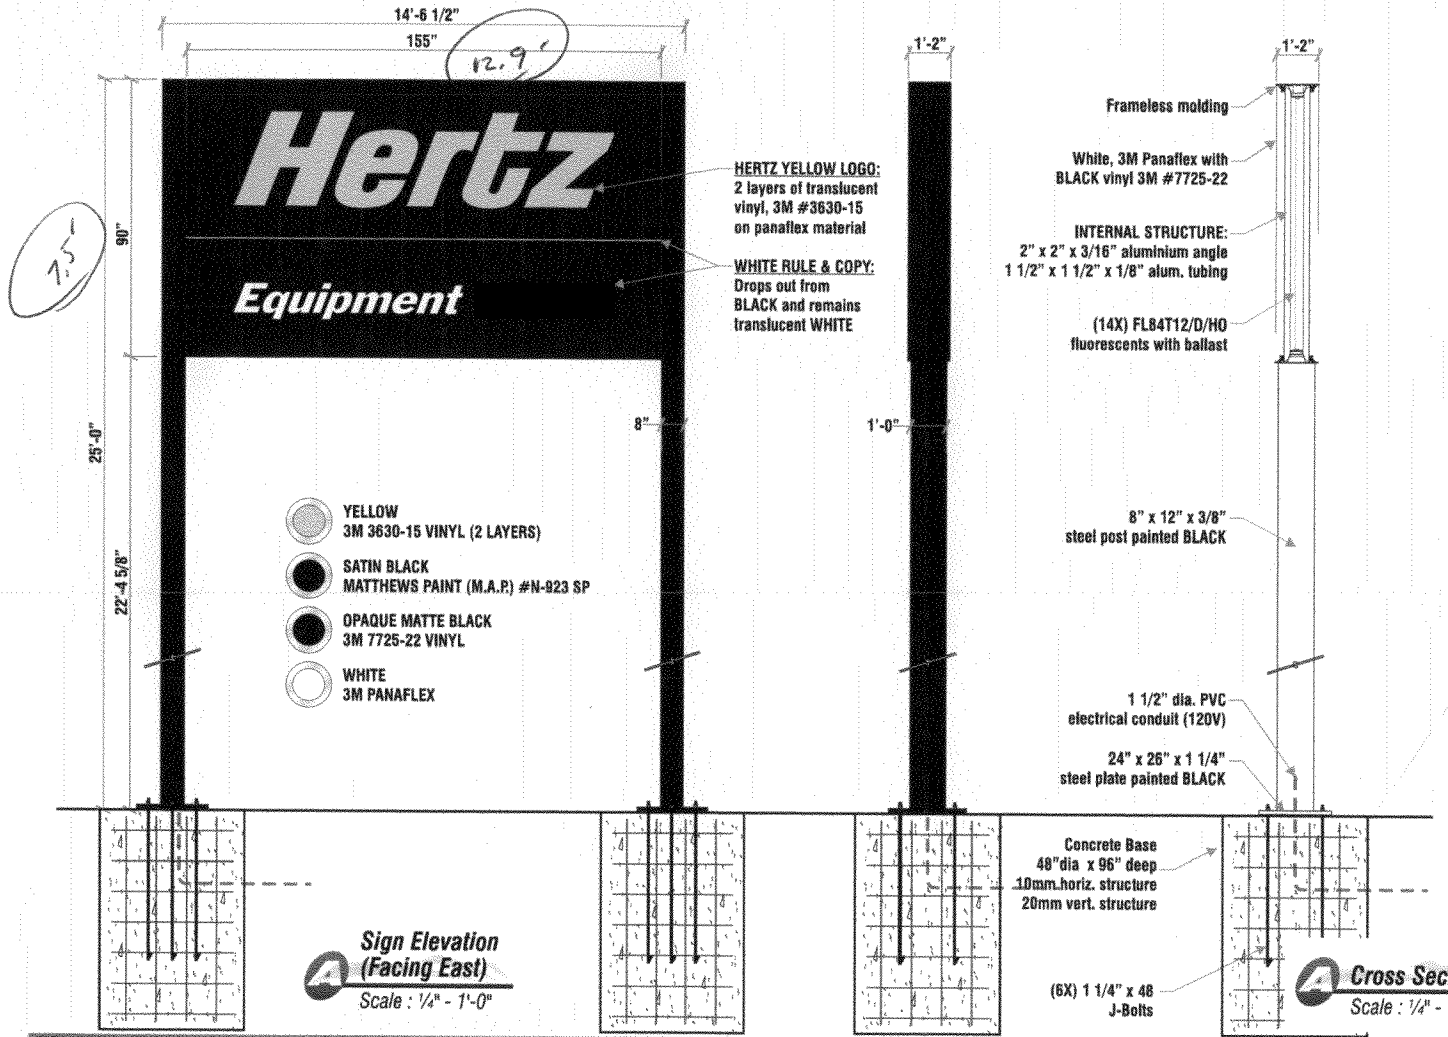 14'-6 1/2"
155"
12.9'
Hertz
Equipment
90"
7.5'
25'-0"
22'-4 5/8"
8"
HERTZ YELLOW LOGO:
2 layers of translucent
vinyl, 3M #3630-15
on panaflex material
WHITE RULE & COPY:
Drops out from
BLACK and remains
translucent WHITE
YELLOW
3M 3630-15 VINYL (2 LAYERS)
SATIN BLACK
MATTHEWS PAINT (M.A.P.) #N-923 SP
OPAQUE MATTE BLACK
3M 7725-22 VINYL
WHITE
3M PANAFLEX
A
Sign Elevation
(Facing East)
Scale : 1/4" - 1'-0"
1'-2"
1'-0"
1'-2"
Frameless molding
White, 3M Panaflex with
BLACK vinyl 3M #7725-22
INTERNAL STRUCTURE:
2" x 2" x 3/16" aluminium angle
1 1/2" x 1 1/2" x 1/8" alum. tubing
(14X) FL84T12/D/HO
fluorescents with ballast
8" x 12" x 3/8"
steel post painted BLACK
1 1/2" dia. PVC
electrical conduit (120V)
24" x 26" x 1 1/4"
steel plate painted BLACK
Concrete Base
48"dia x 96" deep
10mm.horiz. structure
20mm vert. structure
(6X) 1 1/4" x 48
J-Bolts
A
Cross Sec
Scale : 1/4" -